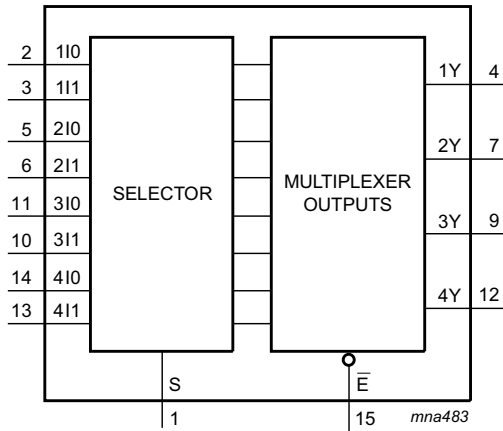 2 1I0
3 1I1
5 2I0
6 2I1
11 3I0
10 3I1
14 4I0
13 4I1
SELECTOR
MULTIPLEXER
OUTPUTS
1Y 4
2Y 7
3Y 9
4Y 12
S
1
E̅
15
mna483